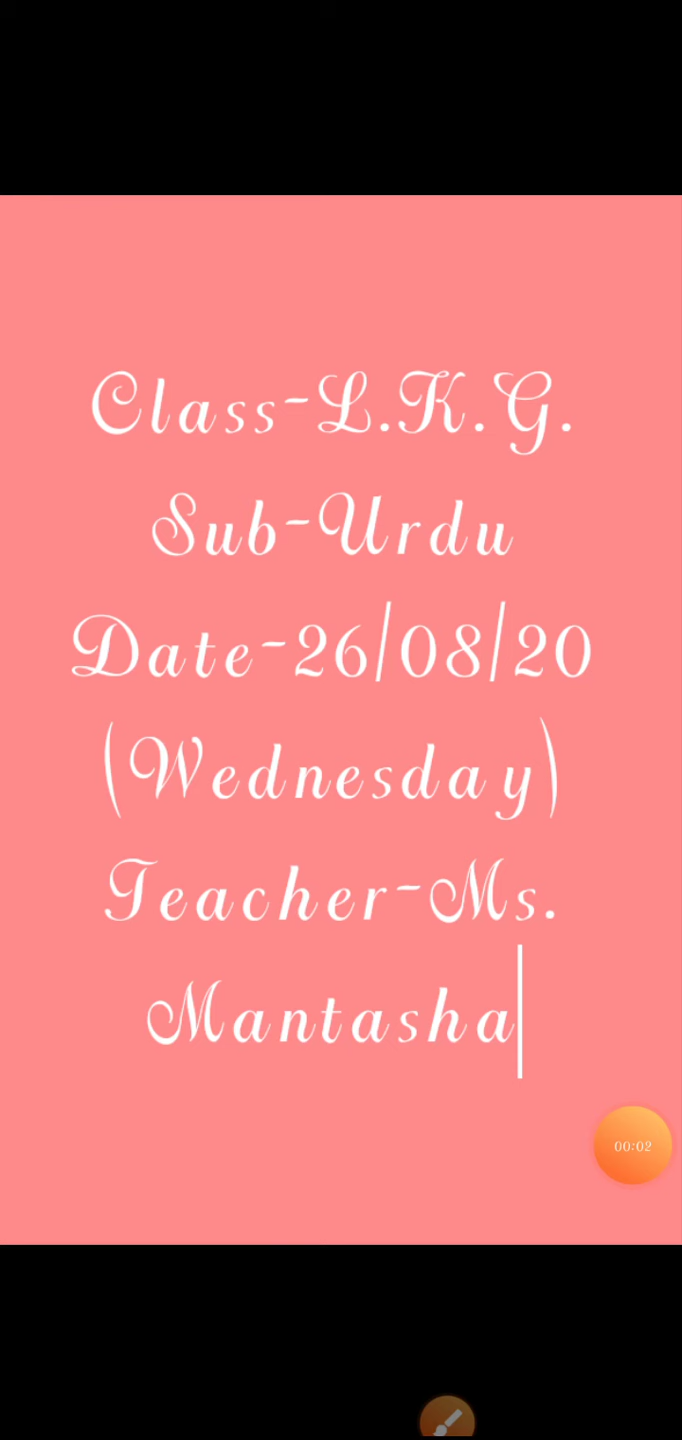 Class-L.K.G.
Sub-Urdu
Date-26/08/20
(Wednesday)
Teacher-Ms.
Mantasha
00:02